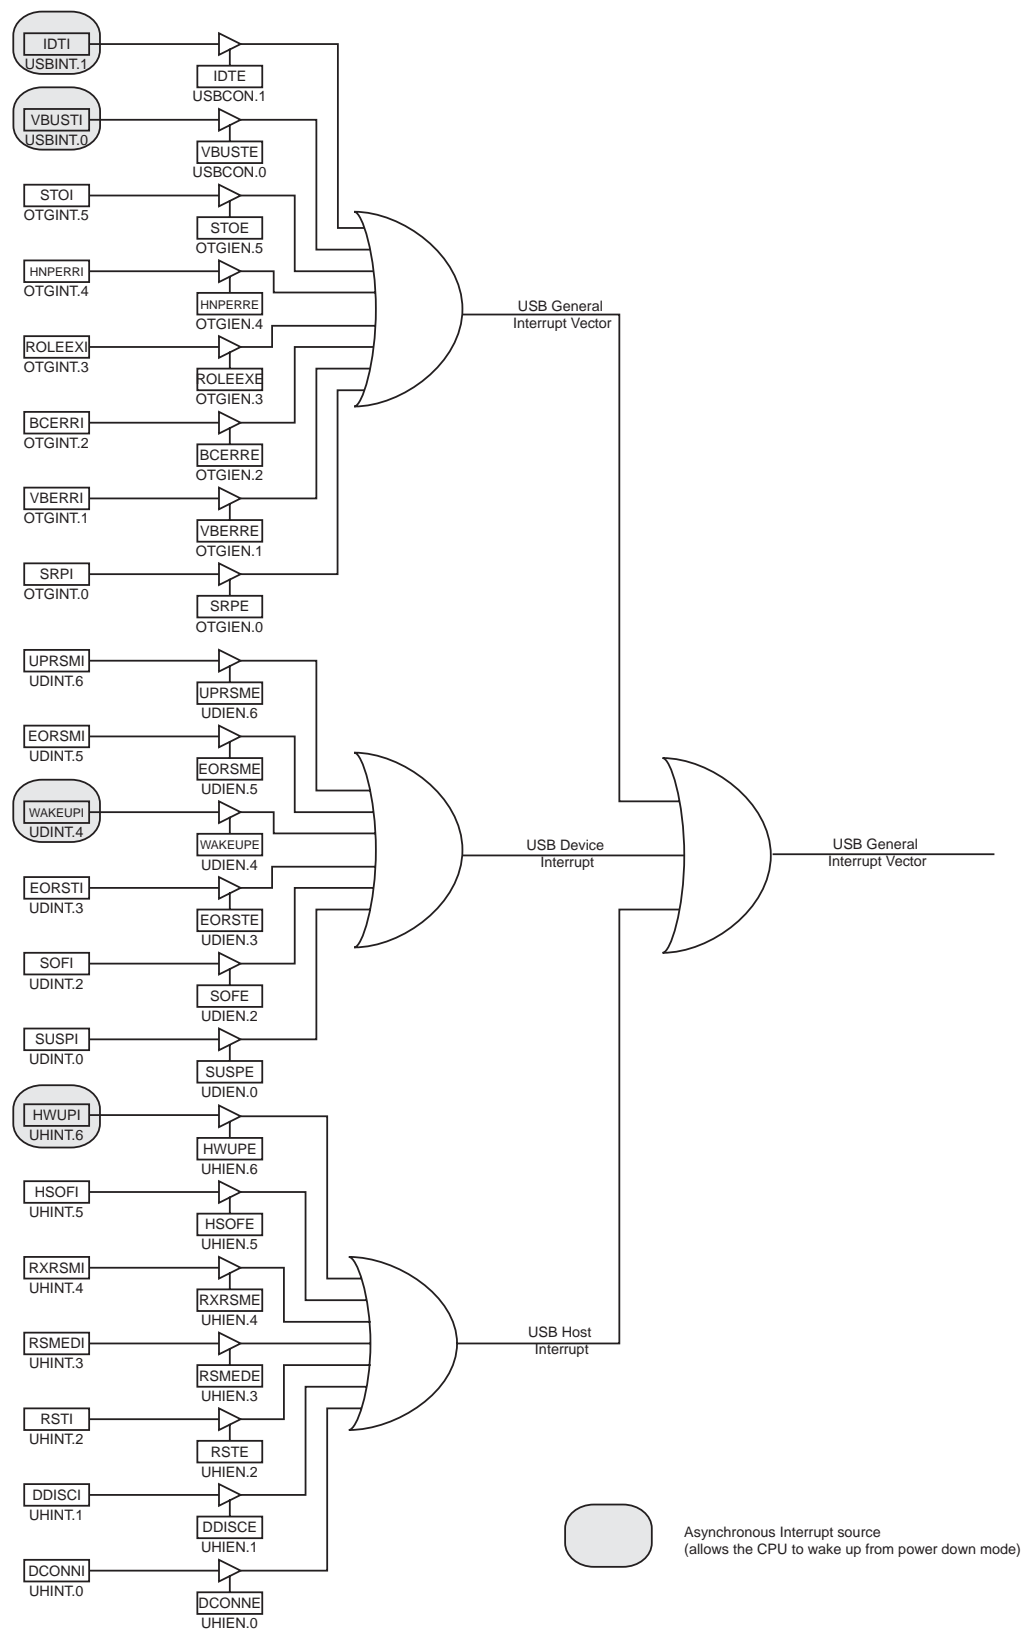 IDTI
USBINT.1
IDTE
USBCON.1
VBUSTI
USBINT.0
VBUSTE
USBCON.0
STOI
OTGINT.5
STOE
OTGIEN.5
HNPERRI
OTGINT.4
HNPERRE
OTGIEN.4
USB General
Interrupt Vector
ROLEEXI
OTGINT.3
ROLEEXE
OTGIEN.3
BCERRI
OTGINT.2
BCERRE
OTGIEN.2
VBERRI
OTGINT.1
VBERRE
OTGIEN.1
SRPI
OTGINT.0
SRPE
OTGIEN.0
UPRSMI
UDINT.6
UPRSME
UDIEN.6
EORSMI
UDINT.5
EORSME
UDIEN.5
WAKEUPI
UDINT.4
WAKEUPE
UDIEN.4
USB Device
Interrupt
USB General
Interrupt Vector
EORSTI
UDINT.3
EORSTE
UDIEN.3
SOFI
UDINT.2
SOFE
UDIEN.2
SUSPI
UDINT.0
SUSPE
UDIEN.0
HWUPI
UHINT.6
HWUPE
UHIEN.6
HSOFI
UHINT.5
HSOFE
UHIEN.5
RXRSMI
UHINT.4
RXRSME
UHIEN.4
RSMEDI
UHINT.3
RSMEDE
UHIEN.3
USB Host
Interrupt
RSTI
UHINT.2
RSTE
UHIEN.2
DDISCI
UHINT.1
DDISCE
UHIEN.1
DCONNI
UHINT.0
DCONNE
UHIEN.0
Asynchronous Interrupt source
(allows the CPU to wake up from power down mode)